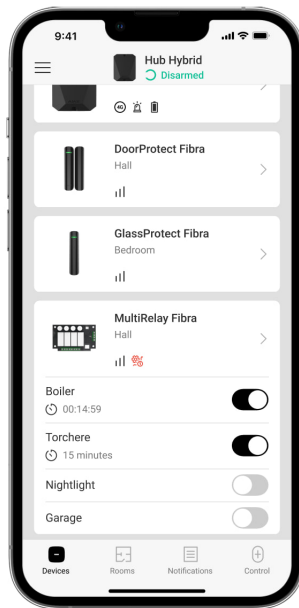 9:41
Hub Hybrid
Disarmed
4G
DoorProtect Fibra
Hall
GlassProtect Fibra
Bedroom
MultiRelay Fibra
Hall
Boiler
00:14:59
Torchere
15 minutes
Nightlight
Garage
Devices
Rooms
Notifications
Control